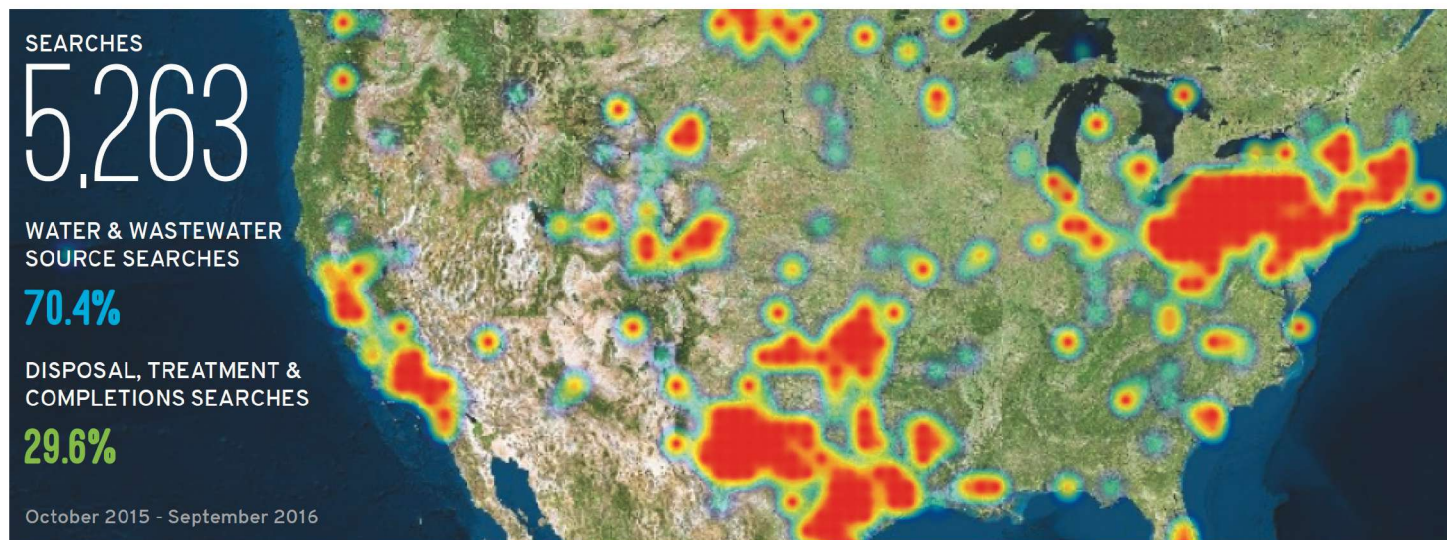 SEARCHES
5,263
WATER & WASTEWATER
SOURCE SEARCHES
70.4%
DISPOSAL, TREATMENT &
COMPLETIONS SEARCHES
29.6%
October 2015 - September 2016